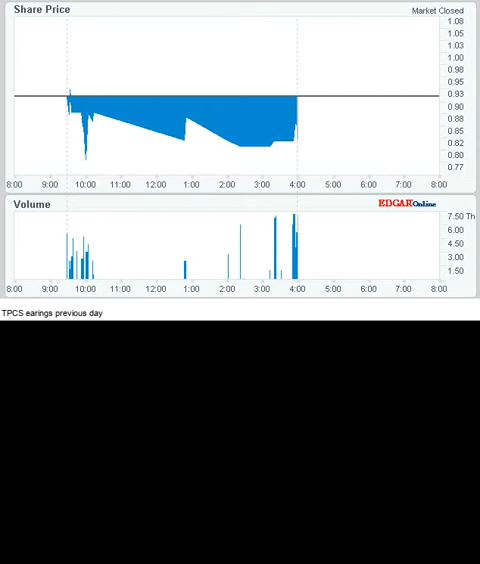 Share Price
Market Closed
1.08
1.05
1.03
1.00
0.98
0.95
0.93
0.90
0.88
0.85
0.82
0.80
0.77
8:00 9:00 10:00 11:00 12:00 1:00 2:00 3:00 4:00 5:00 6:00 7:00 8:00
Volume
EDGAR Online
7.50 Th
6.00
4.50
3.00
1.50
8:00 9:00 10:00 11:00 12:00 1:00 2:00 3:00 4:00 5:00 6:00 7:00 8:00
TPCS earings previous day